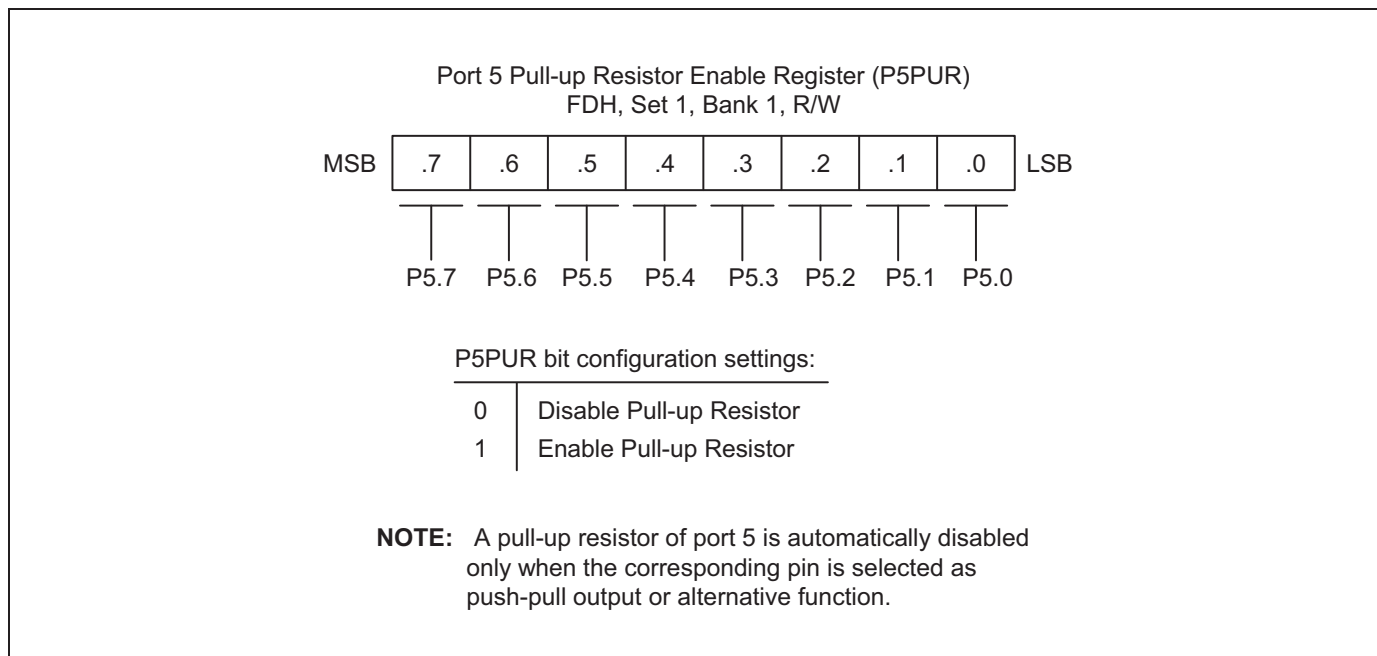 Port 5 Pull-up Resistor Enable Register (P5PUR)
FDH, Set 1, Bank 1, R/W
MSB .7 .6 .5 .4 .3 .2 .1 .0 LSB
P5.7 P5.6 P5.5 P5.4 P5.3 P5.2 P5.1 P5.0
P5PUR bit configuration settings:
0 Disable Pull-up Resistor
1 Enable Pull-up Resistor
NOTE: A pull-up resistor of port 5 is automatically disabled
only when the corresponding pin is selected as
push-pull output or alternative function.